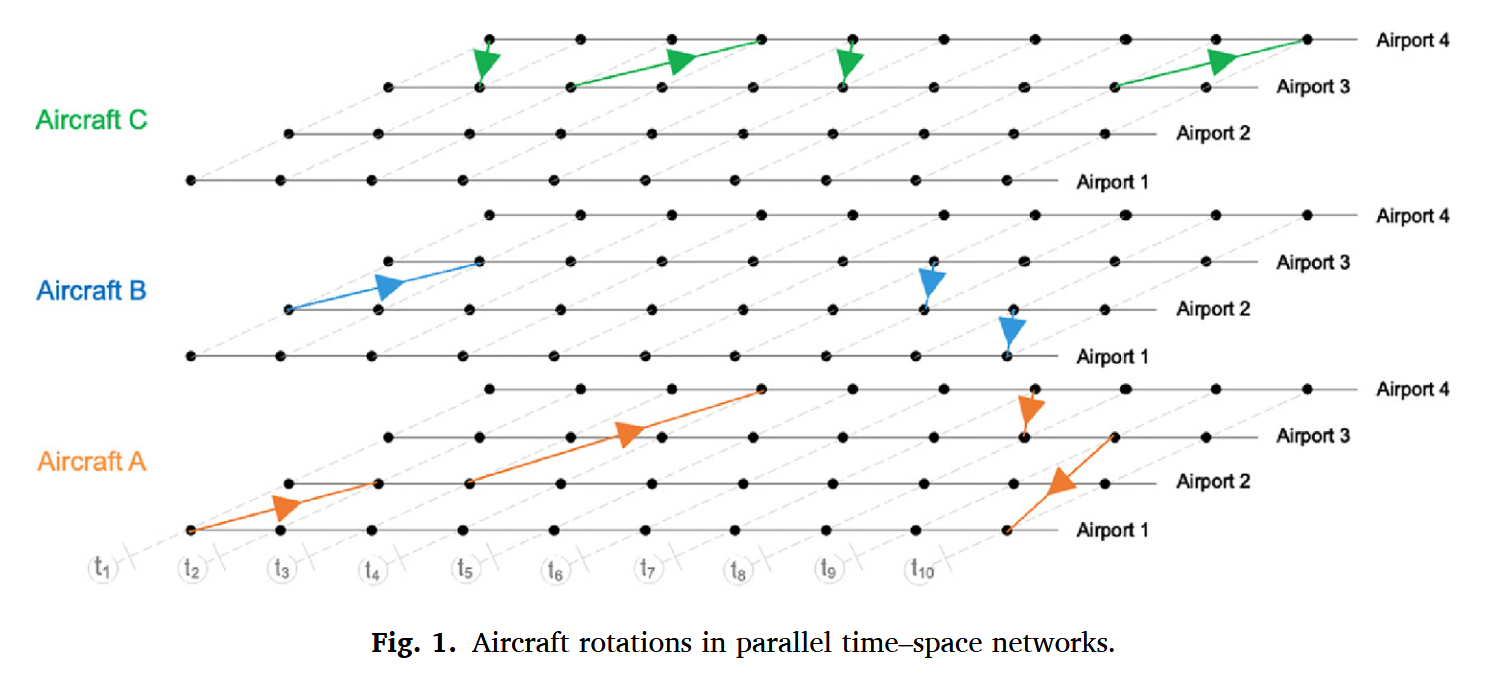 Airport 4
Airport 3
Aircraft C
Airport 2
Airport 1
Airport 4
Airport 3
Aircraft B
Airport 2
Airport 1
Airport 4
Airport 3
Aircraft A
Airport 2
Airport 1
t₁ t₂ t₃ t₄ t₅ t₆ t₇ t₈ t₉ t₁₀
Fig. 1. Aircraft rotations in parallel time–space networks.